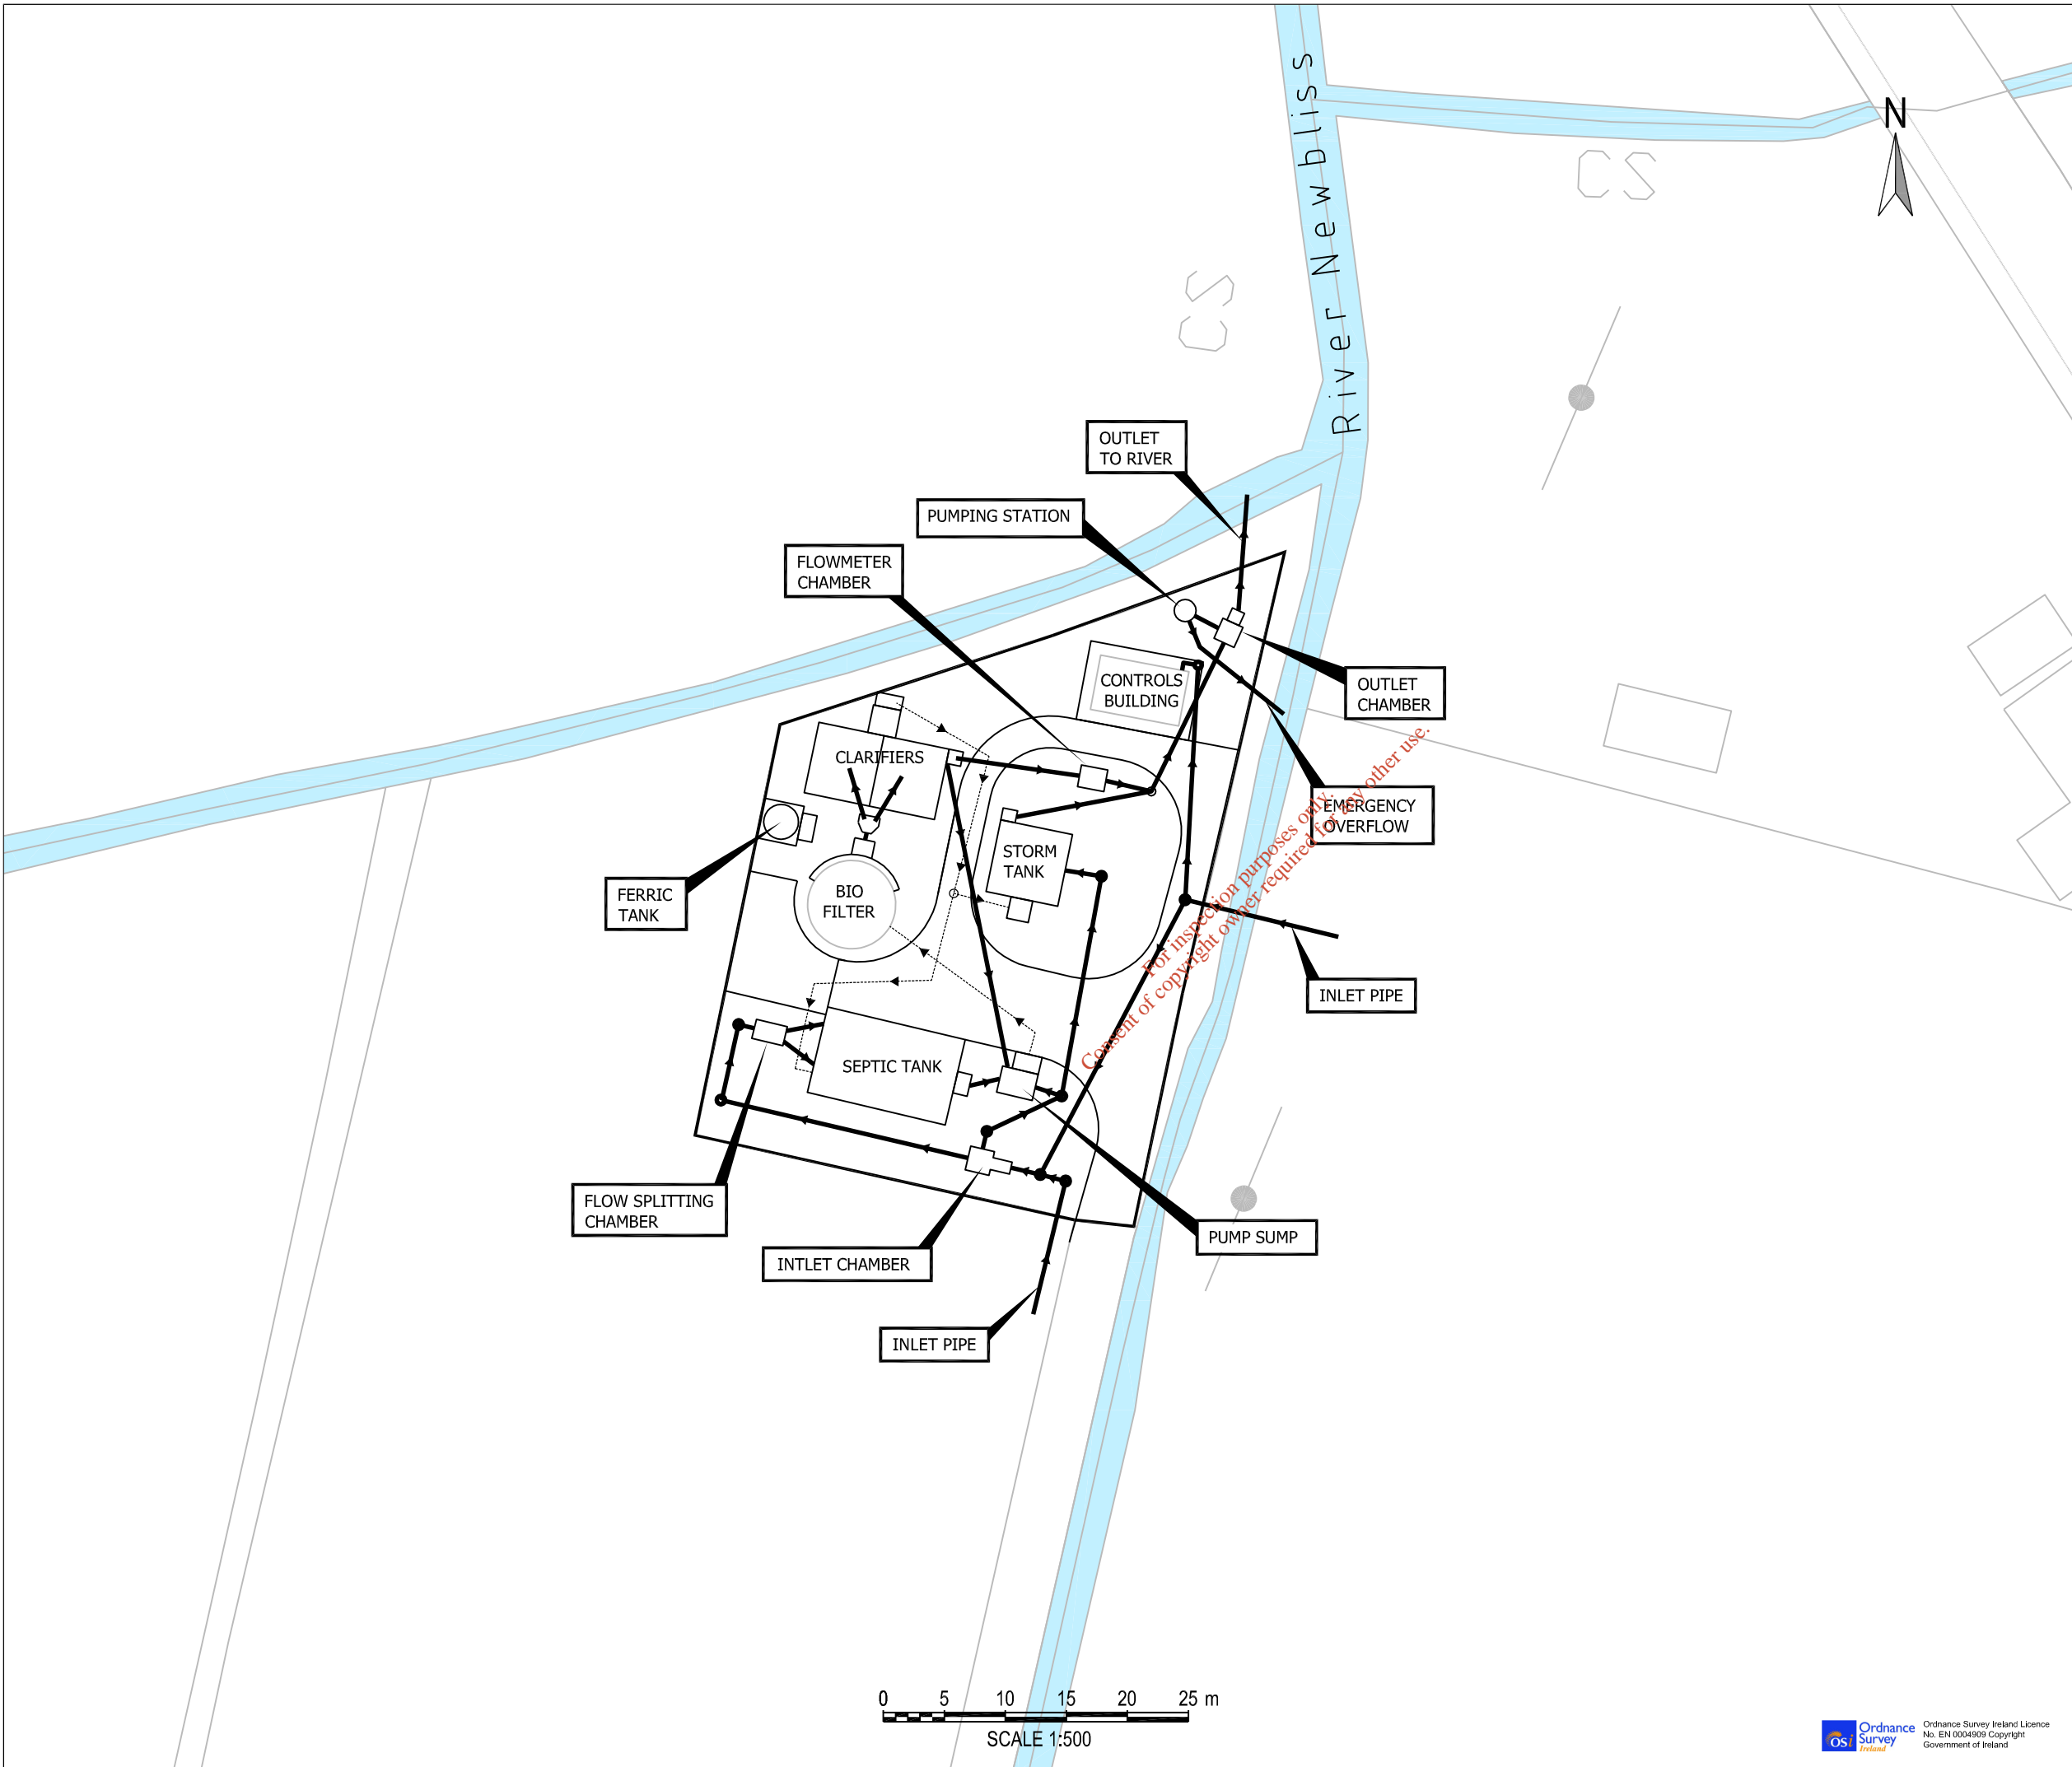 River Newbliss
N
CS
CS
OUTLET
TO RIVER
PUMPING STATION
FLOWMETER
CHAMBER
CONTROLS
BUILDING
OUTLET
CHAMBER
CLARIFIERS
EMERGENCY
OVERFLOW
STORM
TANK
FERRIC
TANK
BIO
FILTER
INLET PIPE
SEPTIC TANK
FLOW SPLITTING
CHAMBER
PUMP SUMP
INTLET CHAMBER
INLET PIPE
For inspection purposes only.
Consent of copyright owner required for any other use.
0 5 10 15 20 25 m
SCALE 1:500
osi
Ordnance
Survey
Ireland
Ordnance Survey Ireland Licence
No. EN 0004909 Copyright
Government of Ireland